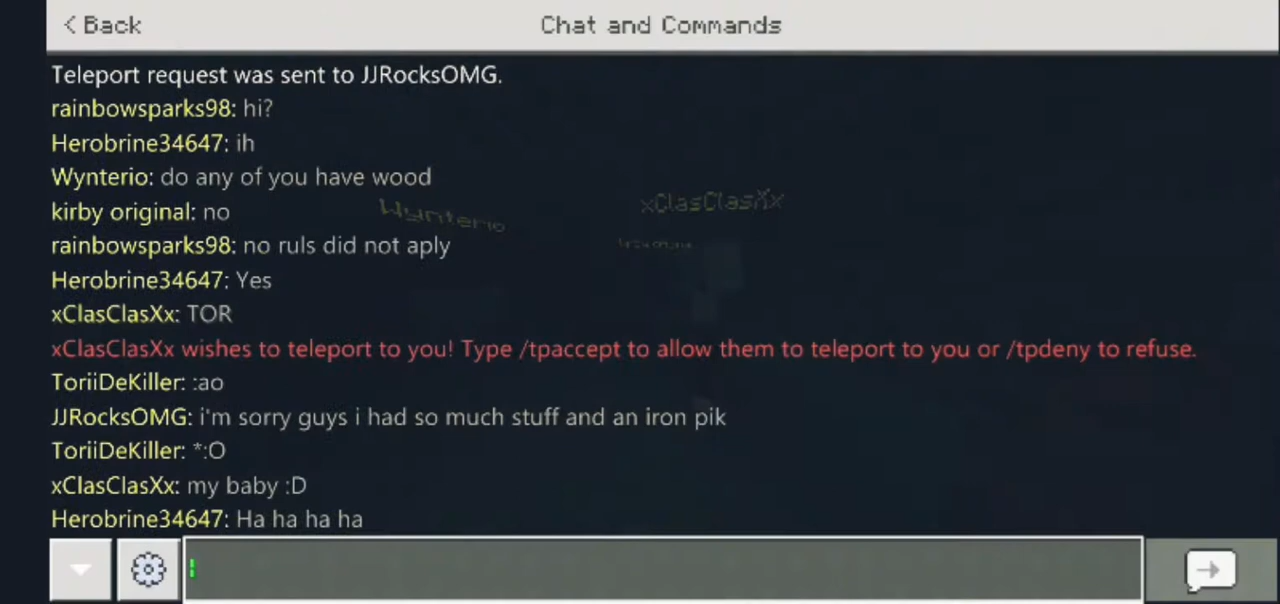 < Back
Chat and Commands
Teleport request was sent to JJRocksOMG.
rainbowsparks98: hi?
Herobrine34647: ih
Wynterio: do any of you have wood
kirby original: no
Wynterio
xClasClasXx
rainbowsparks98: no ruls did not aply
Herobrine34647: Yes
xClasClasXx: TOR
xClasClasXx wishes to teleport to you! Type /tpaccept to allow them to teleport to you or /tpdeny to refuse.
ToriiDeKiller: :ao
JJRocksOMG: i'm sorry guys i had so much stuff and an iron pik
ToriiDeKiller: *:O
xClasClasXx: my baby :D
Herobrine34647: Ha ha ha ha